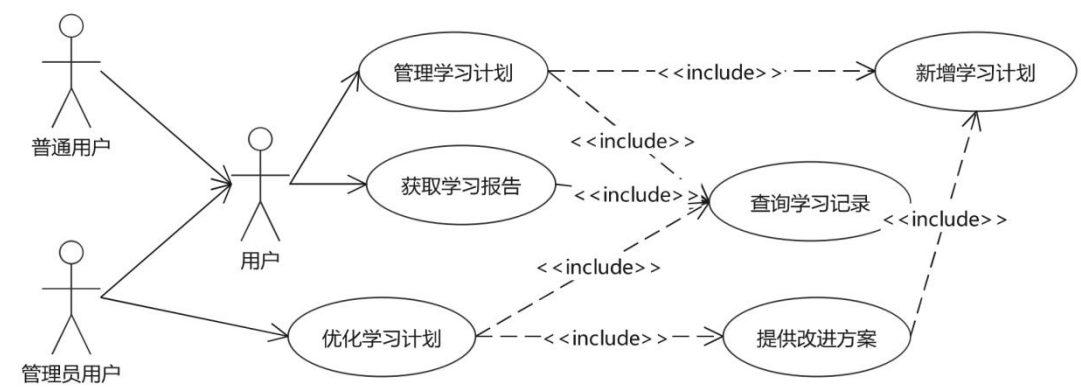 普通用户
管理员用户
用户
管理学习计划
获取学习报告
优化学习计划
<<include>>
<<include>>
<<include>>
<<include>>
<<include>>
查询学习记录
<<include>>
提供改进方案
新增学习计划